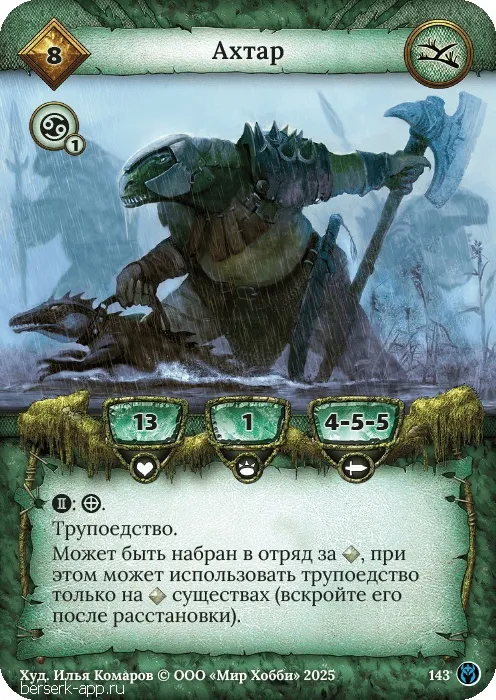 8
Ахтар
1
13
1
4-5-5
II: .
Трупоедство.
Может быть набран в отряд за , при
этом может использовать трупоедство
только на существах (вскройте его
после расстановки).
Худ. Илья Комаров © ООО «Мир Хобби» 2025
143
berserk-app.ru